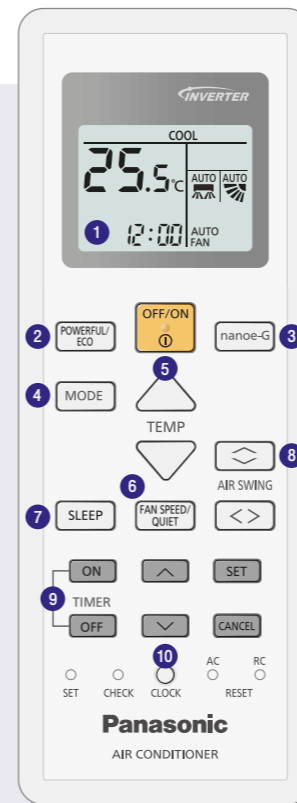 INVERTER
COOL
25.5℃
AUTO AUTO
1 12:00 AUTO
FAN
2 POWERFUL/
ECO
OFF/ON
nanoe-G 3
4 MODE
5
TEMP
8
AIR SWING
6
7 SLEEP
FAN SPEED/
QUIET
ON
SET
9 TIMER
OFF
CANCEL
10
AC RC
SET CHECK CLOCK RESET
Panasonic
AIR CONDITIONER